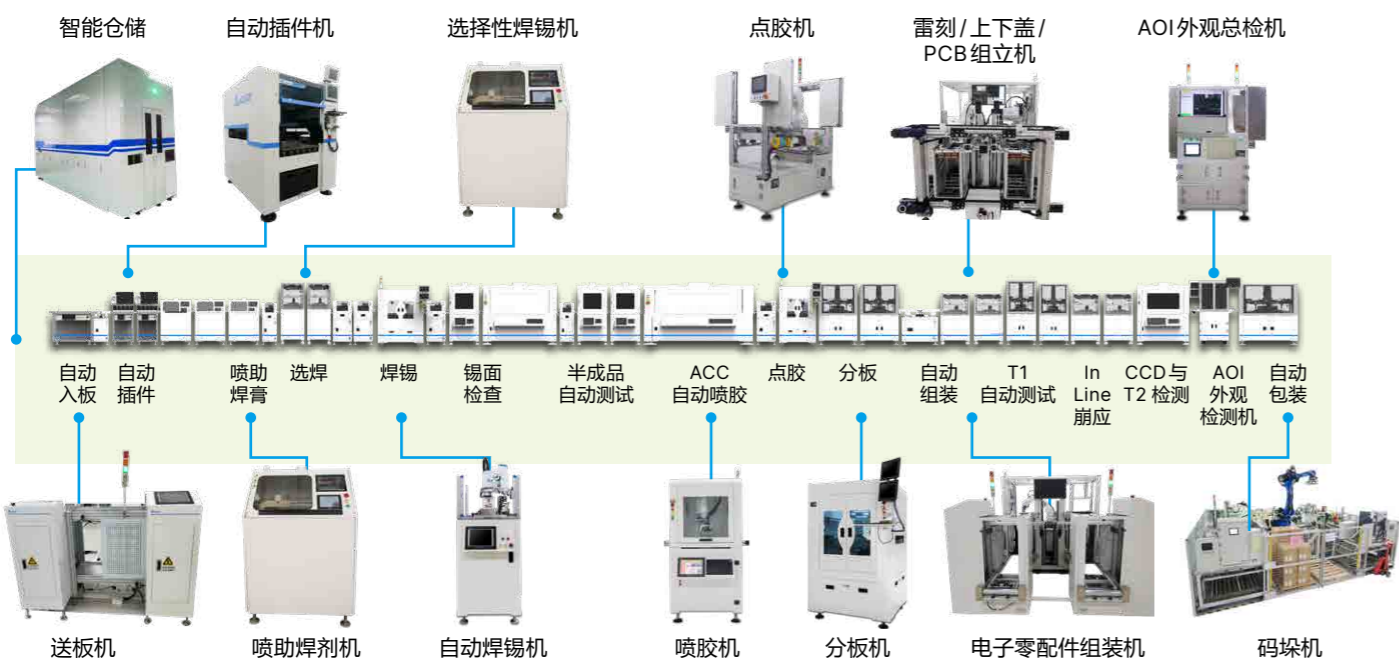 智能仓储
自动插件机
选择性焊锡机
点胶机
雷刻/上下盖/
PCB组立机
AOI外观总检机
自动
入板
自动
插件
喷助
焊膏
选焊
焊锡
锡面
检查
半成品
自动测试
ACC
自动喷胶
点胶
分板
自动
组装
T1
自动测试
In
Line
崩应
CCD与
T2 检测
AOI
外观
检测机
自动
包装
送板机
喷助焊剂机
自动焊锡机
喷胶机
分板机
电子零配件组装机
码垛机